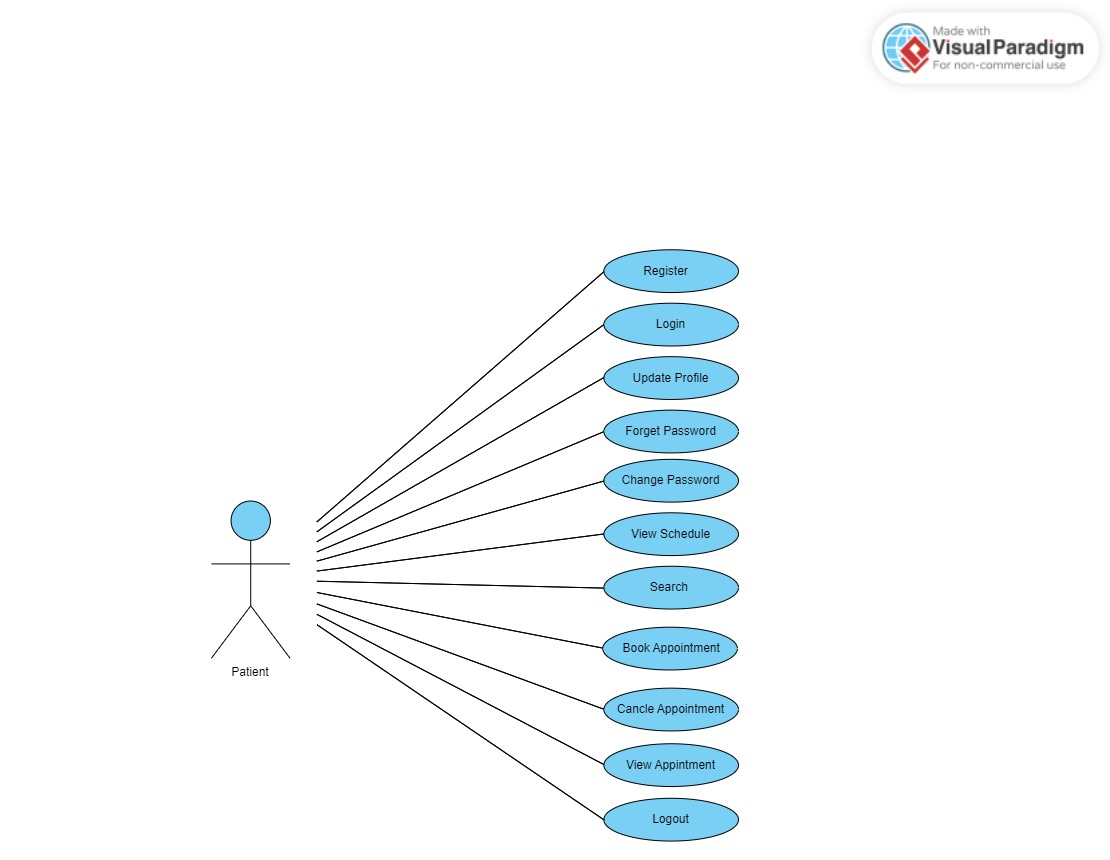 Made with
Visual Paradigm
For non-commercial use
Register
Login
Update Profile
Forget Password
Change Password
View Schedule
Search
Book Appointment
Cancle Appointment
View Appintment
Logout
Patient